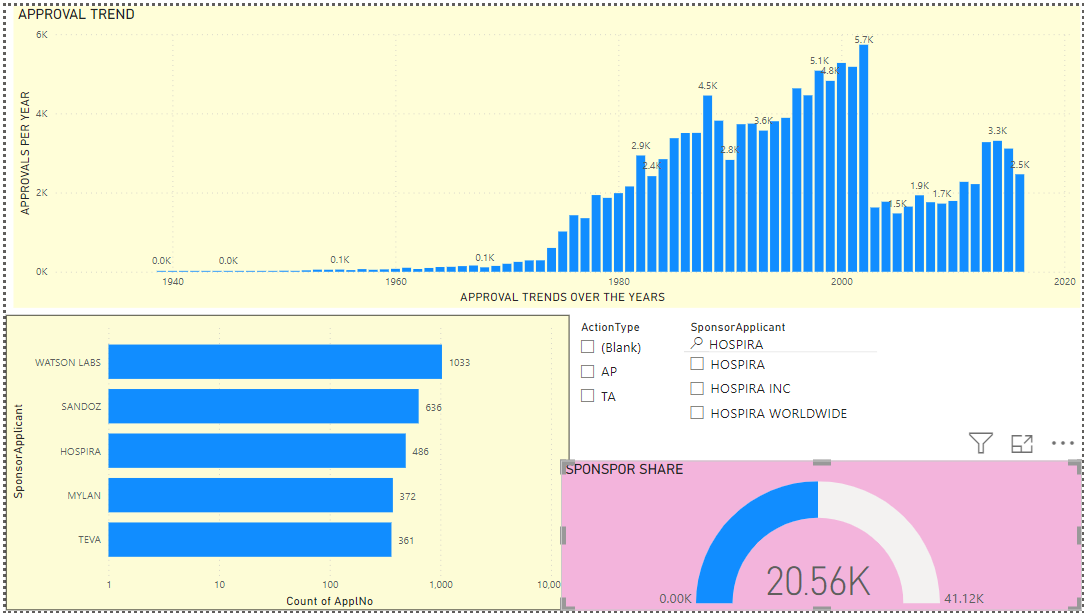 APPROVAL TREND
6K
5.7K
5.1K
4.8K
4.5K
4K
3.6K
3.3K
2.9K
2.8K
2.4K
2.5K
2K
1.9K
1.7K
1.5K
0.0K
0.0K
0.1K
0.1K
0K
1940
1960
1980
2000
2020
APPROVALS PER YEAR
APPROVAL TRENDS OVER THE YEARS
WATSON LABS
1033
SANDOZ
636
HOSPIRA
486
MYLAN
372
TEVA
361
SponsorApplicant
1
10
100
1,000
10,00
Count of ApplNo
ActionType
(Blank)
AP
TA
SponsorApplicant
HOSPIRA
HOSPIRA
HOSPIRA INC
HOSPIRA WORLDWIDE
SPONSPOR SHARE
20.56K
0.00K
41.12K